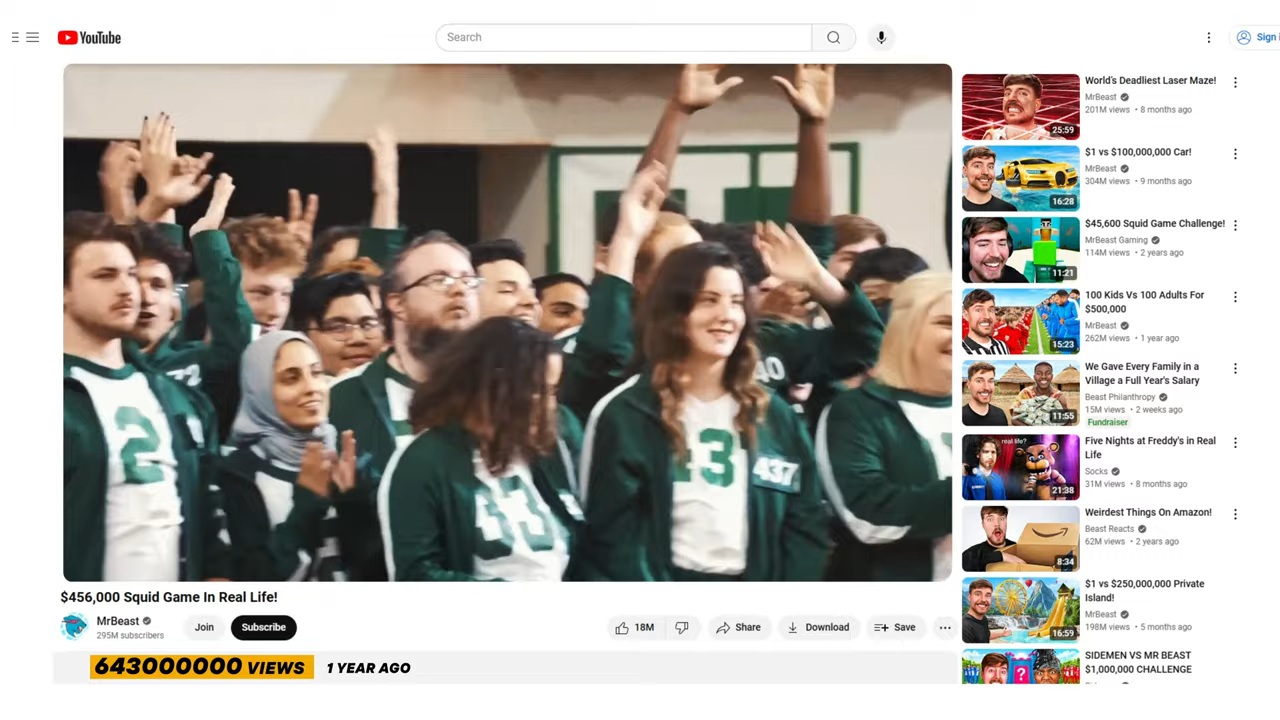 YouTube
Search
Sign i
2
43
43
437
40
$456,000 Squid Game In Real Life!
MrBeast
295M subscribers
Join
Subscribe
18M
Share
Download
Save
643000000 VIEWS
1 YEAR AGO
World's Deadliest Laser Maze!
MrBeast
201M views • 8 months ago
25:59
$1 vs $100,000,000 Car!
MrBeast
304M views • 9 months ago
16:28
$45,600 Squid Game Challenge!
MrBeast Gaming
114M views • 2 years ago
11:21
100 Kids Vs 100 Adults For
$500,000
MrBeast
262M views • 1 year ago
15:23
We Gave Every Family in a
Village a Full Year's Salary
Beast Philanthropy
15M views • 2 weeks ago
Fundraiser
11:55
real life?
Five Nights at Freddy's in Real
Life
Socks
31M views • 8 months ago
21:38
Weirdest Things On Amazon!
Beast Reacts
62M views • 2 years ago
8:34
$1 vs $250,000,000 Private
Island!
MrBeast
198M views • 5 months ago
16:59
SIDEMEN VS MR BEAST
$1,000,000 CHALLENGE